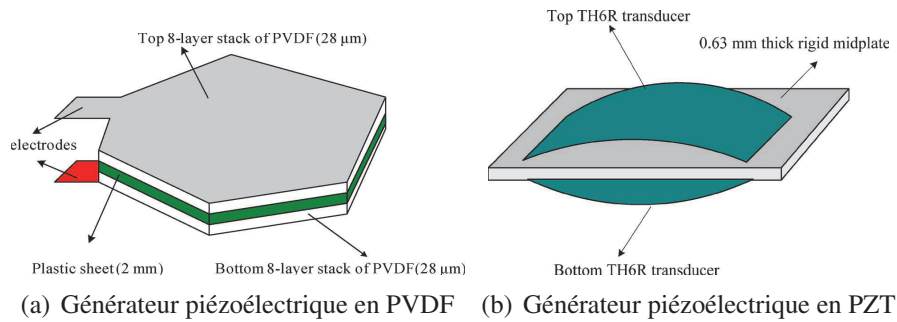 Top 8-layer stack of PVDF(28 μm)
electrodes
Plastic sheet(2 mm)
Bottom 8-layer stack of PVDF(28 μm)
Top TH6R transducer
0.63 mm thick rigid midplate
Bottom TH6R transducer
(a) Générateur piézoélectrique en PVDF
(b) Générateur piézoélectrique en PZT